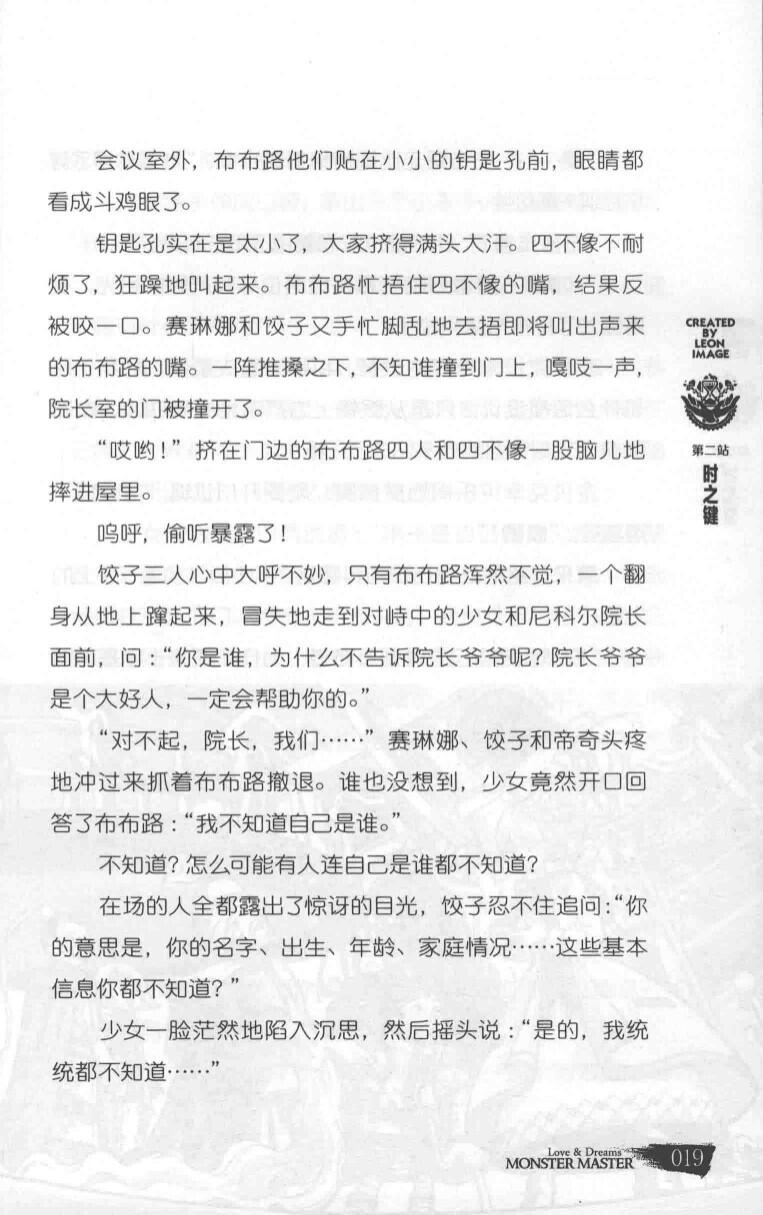 会议室外，布布路他们贴在小小的钥匙孔前，眼睛都
看成斗鸡眼了。
钥匙孔实在是太小了，大家挤得满头大汗。四不像不耐
烦了，狂躁地叫起来。布布路忙捂住四不像的嘴，结果反
被咬一口。赛琳娜和饺子又手忙脚乱地去捂即将叫出声来
的布布路的嘴。一阵推搡之下，不知谁撞到门上，嘎吱一声，
院长室的门被撞开了。
“哎哟！”挤在门边的布布路四人和四不像一股脑儿地
摔进屋里。
呜呼，偷听暴露了！
饺子三人心中大呼不妙，只有布布路浑然不觉，一个翻
身从地上蹿起来，冒失地走到对峙中的少女和尼科尔院长
面前，问：“你是谁，为什么不告诉院长爷爷呢？院长爷爷
是个大好人，一定会帮助你的。”
“对不起，院长，我们……”赛琳娜、饺子和帝奇头疼
地冲过来抓着布布路撤退。谁也没想到，少女竟然开口回
答了布布路：“我不知道自己是谁。”
不知道？怎么可能有人连自己是谁都不知道？
在场的人全都露出了惊讶的目光，饺子忍不住追问：“你
的意思是，你的名字、出生、年龄、家庭情况……这些基本
信息你都不知道？”
少女一脸茫然地陷入沉思，然后摇头说：“是的，我统
统都不知道……”
CREATED
BY
LEON
IMAGE
第二站
时之键
Love & Dreams
MONSTER MASTER
019